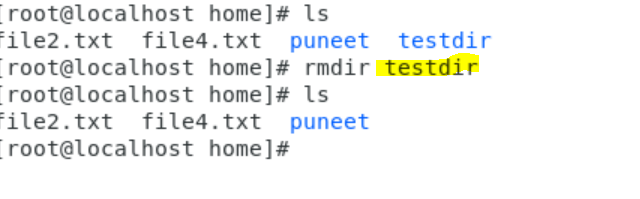 [root@localhost home]# ls
file2.txt  file4.txt  puneet  testdir
[root@localhost home]# rmdir testdir
[root@localhost home]# ls
file2.txt  file4.txt  puneet
[root@localhost home]#